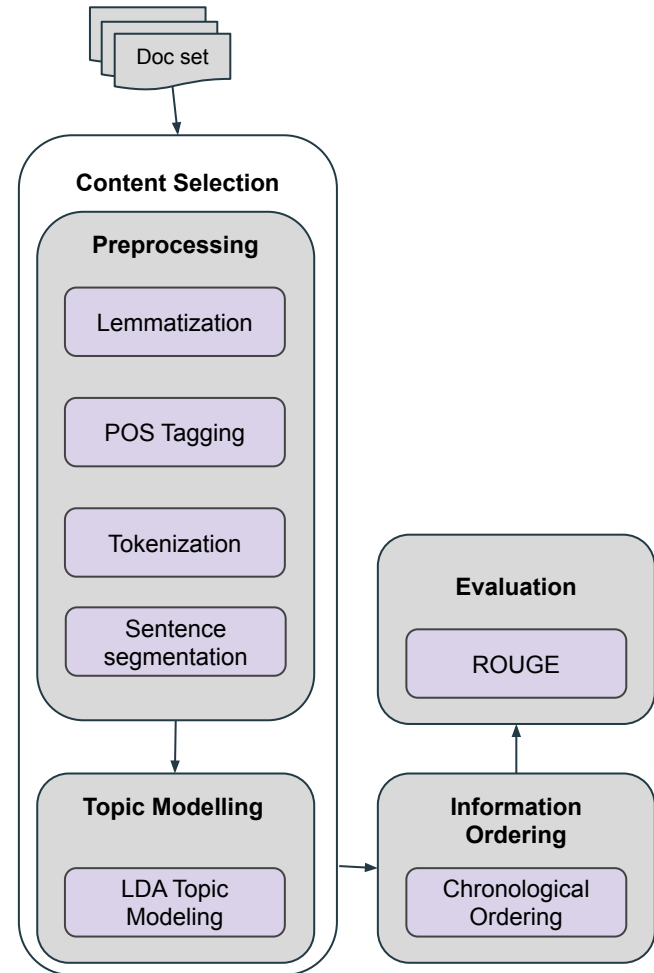 Doc set
Content Selection
Preprocessing
Lemmatization
POS Tagging
Tokenization
Sentence
segmentation
Topic Modelling
LDA Topic
Modeling
Evaluation
ROUGE
Information
Ordering
Chronological
Ordering